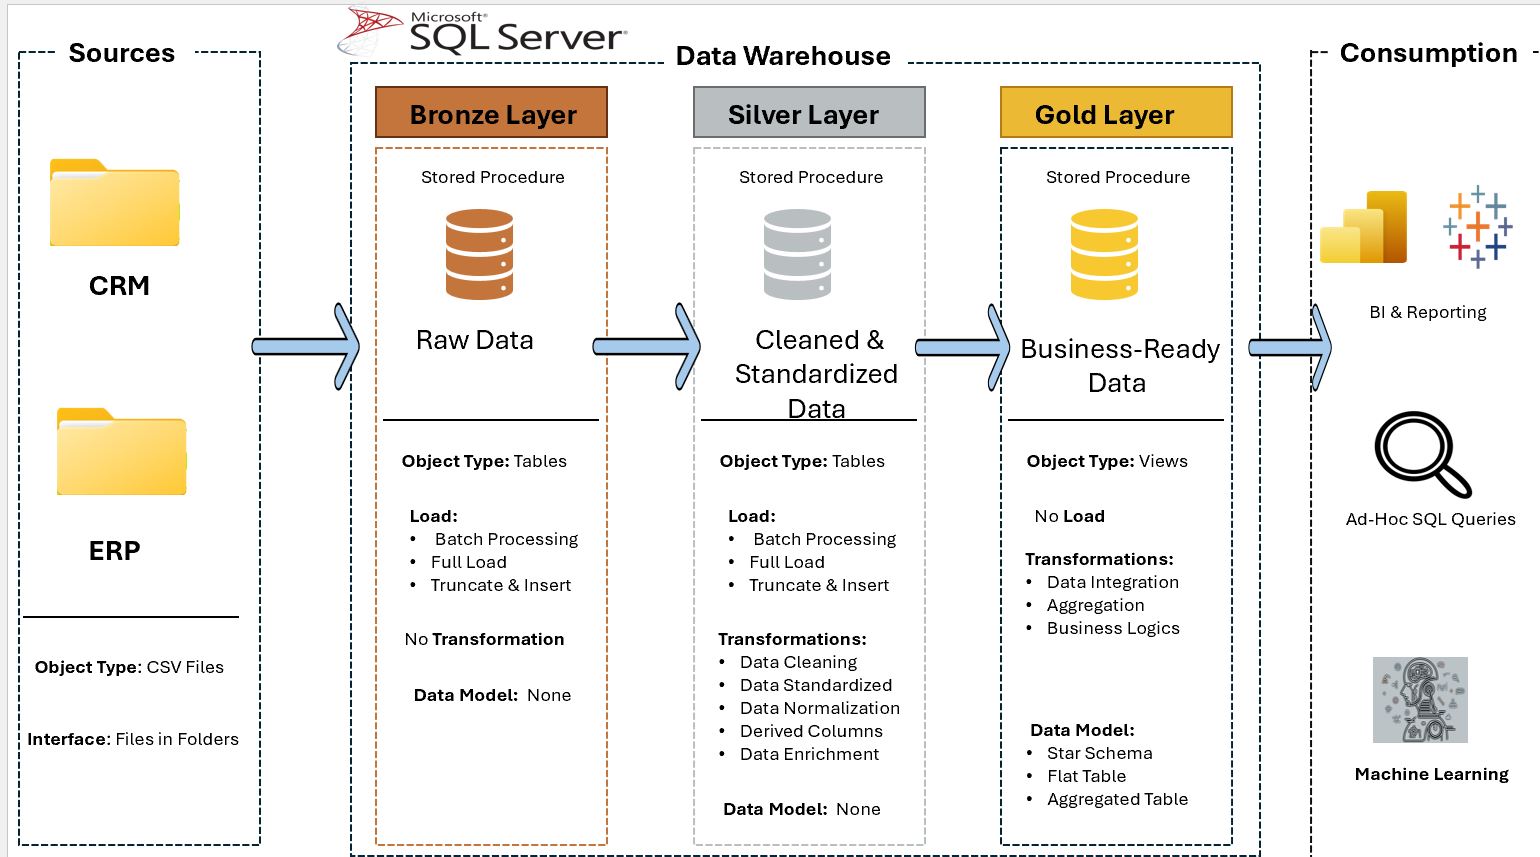 Microsoft®
SQL Server®
Sources
CRM
ERP
Object Type: CSV Files
Interface: Files in Folders
Data Warehouse
Bronze Layer
Stored Procedure
Raw Data
Object Type: Tables
Load:
• Batch Processing
• Full Load
• Truncate & Insert
No Transformation
Data Model: None
Silver Layer
Stored Procedure
Cleaned &
Standardized
Data
Object Type: Tables
Load:
• Batch Processing
• Full Load
• Truncate & Insert
Transformations:
• Data Cleaning
• Data Standardized
• Data Normalization
• Derived Columns
• Data Enrichment
Data Model: None
Gold Layer
Stored Procedure
Business-Ready
Data
Object Type: Views
No Load
Transformations:
• Data Integration
• Aggregation
• Business Logics
Data Model:
• Star Schema
• Flat Table
• Aggregated Table
Consumption
BI & Reporting
Ad-Hoc SQL Queries
Machine Learning